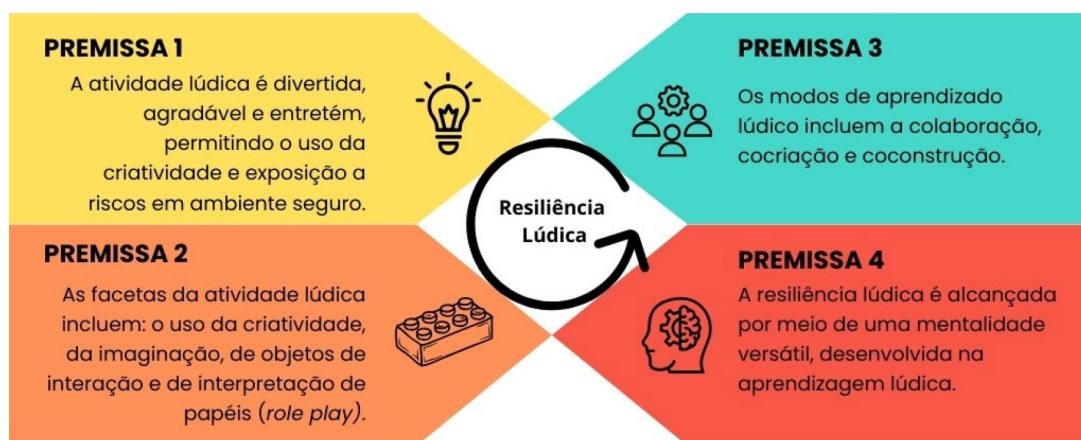 PREMISSA 1
A atividade lúdica é divertida,
agradável e entretém,
permitindo o uso da
criatividade e exposição a
riscos em ambiente seguro.
PREMISSA 2
As facetas da atividade lúdica
incluem: o uso da criatividade,
da imaginação, de objetos de
interação e de interpretação de
papéis (role play).
Resiliência
Lúdica
PREMISSA 3
Os modos de aprendizado
lúdico incluem a colaboração,
cocriação e coconstrução.
PREMISSA 4
A resiliência lúdica é alcançada
por meio de uma mentalidade
versátil, desenvolvida na
aprendizagem lúdica.